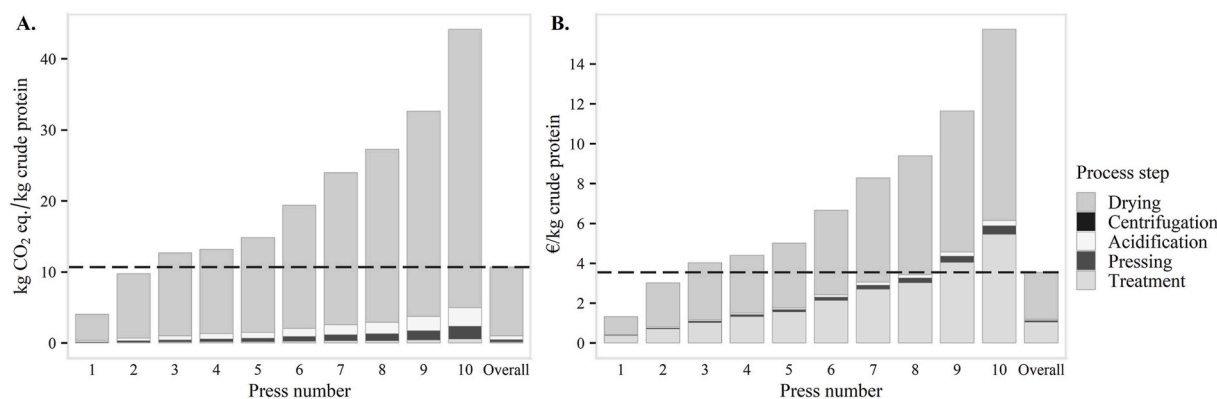 A.
kg CO₂ eq./kg crude protein
40
30
20
10
0
1 2 3 4 5 6 7 8 9 10 Overall
Press number
B.
€/kg crude protein
14
12
10
8
6
4
2
0
1 2 3 4 5 6 7 8 9 10 Overall
Press number
Process step
Drying
Centrifugation
Acidification
Pressing
Treatment